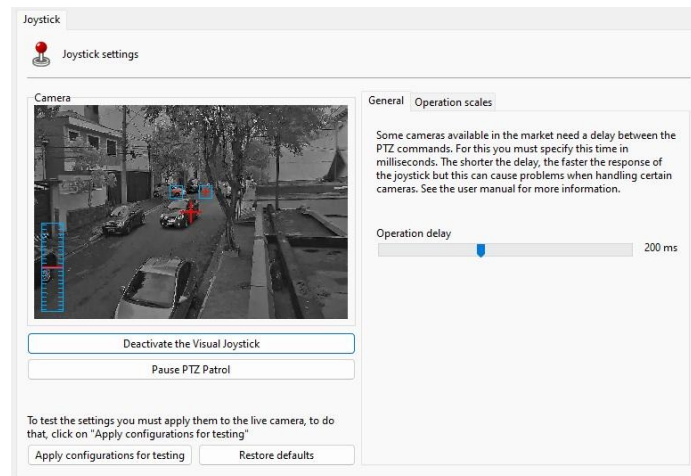 Joystick
Joystick settings
Camera
Deactivate the Visual Joystick
Pause PTZ Patrol
To test the settings you must apply them to the live camera, to do
that, click on "Apply configurations for testing"
Apply configurations for testing
Restore defaults
General
Operation scales
Some cameras available in the market need a delay between the
PTZ commands. For this you must specify this time in
milliseconds. The shorter the delay, the faster the response of
the joystick but this can cause problems when handling certain
cameras. See the user manual for more information.
Operation delay
200 ms